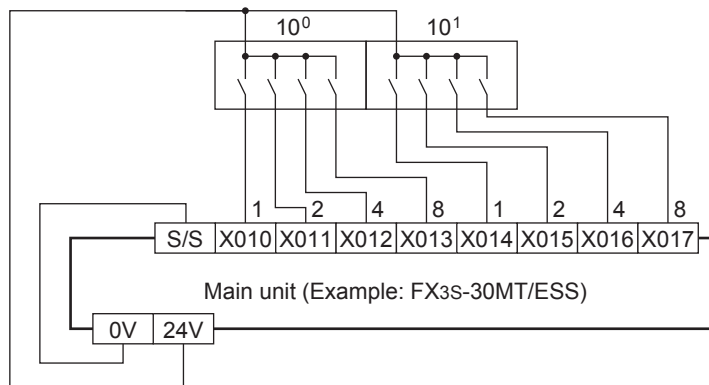 10⁰ 10¹
1 2 4 8 1 2 4 8
S/S X010 X011 X012 X013 X014 X015 X016 X017
Main unit (Example: FX3S-30MT/ESS)
0V 24V